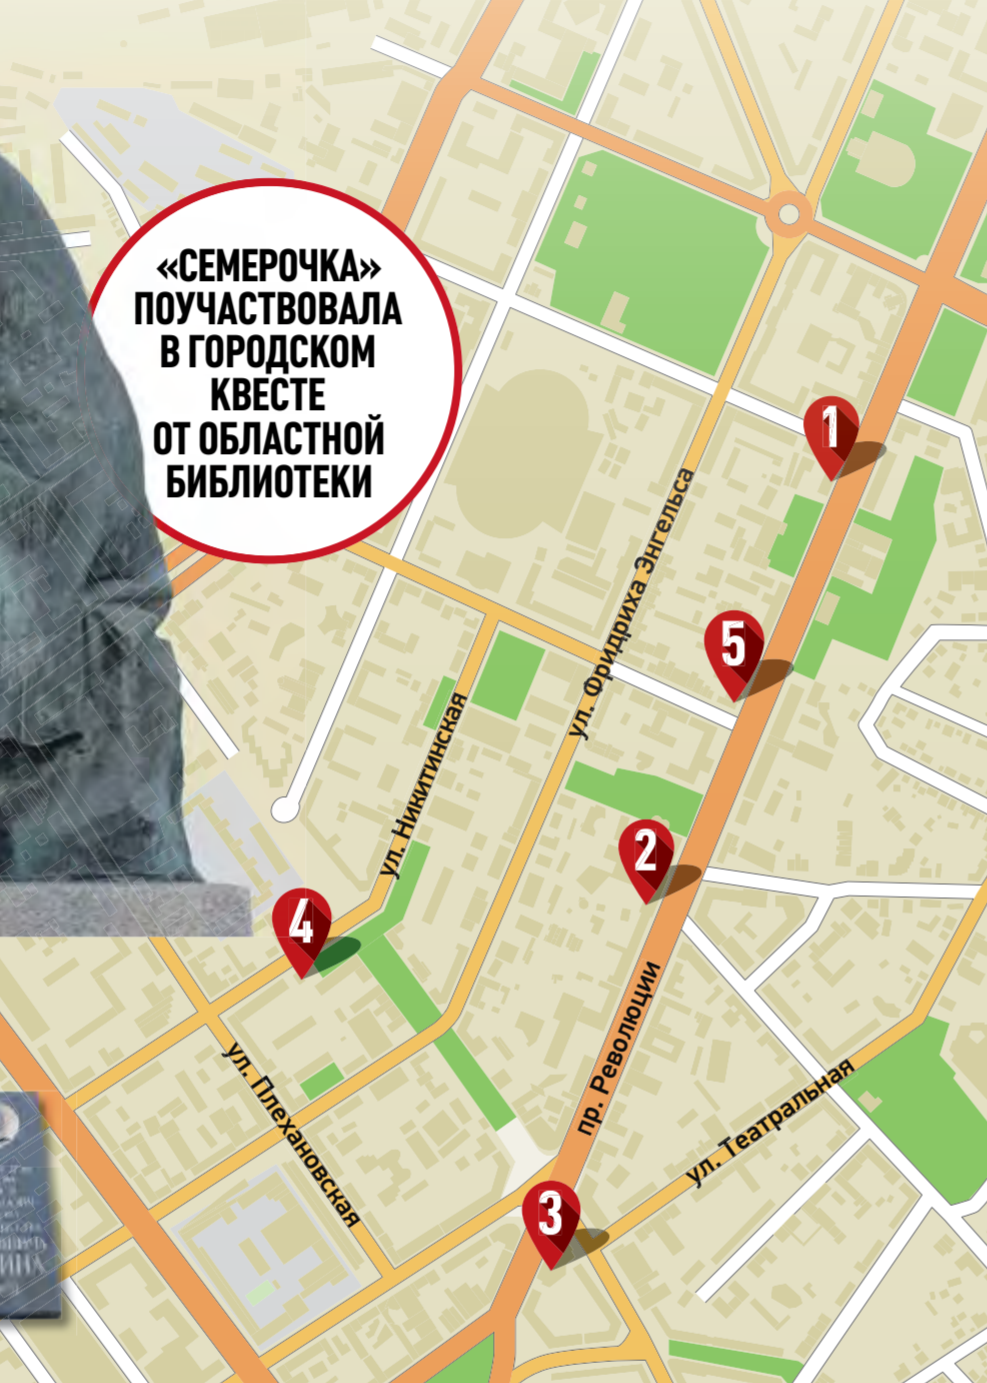 «СЕМЕРОЧКА»
ПОУЧАСТВОВАЛА
В ГОРОДСКОМ
КВЕСТЕ
ОТ ОБЛАСТНОЙ
БИБЛИОТЕКИ
1
ул. Фридриха Энгельса
5
ул. Никитинская
2
4
пр. Революции
ул. Плехановская
ул. Театральная
3